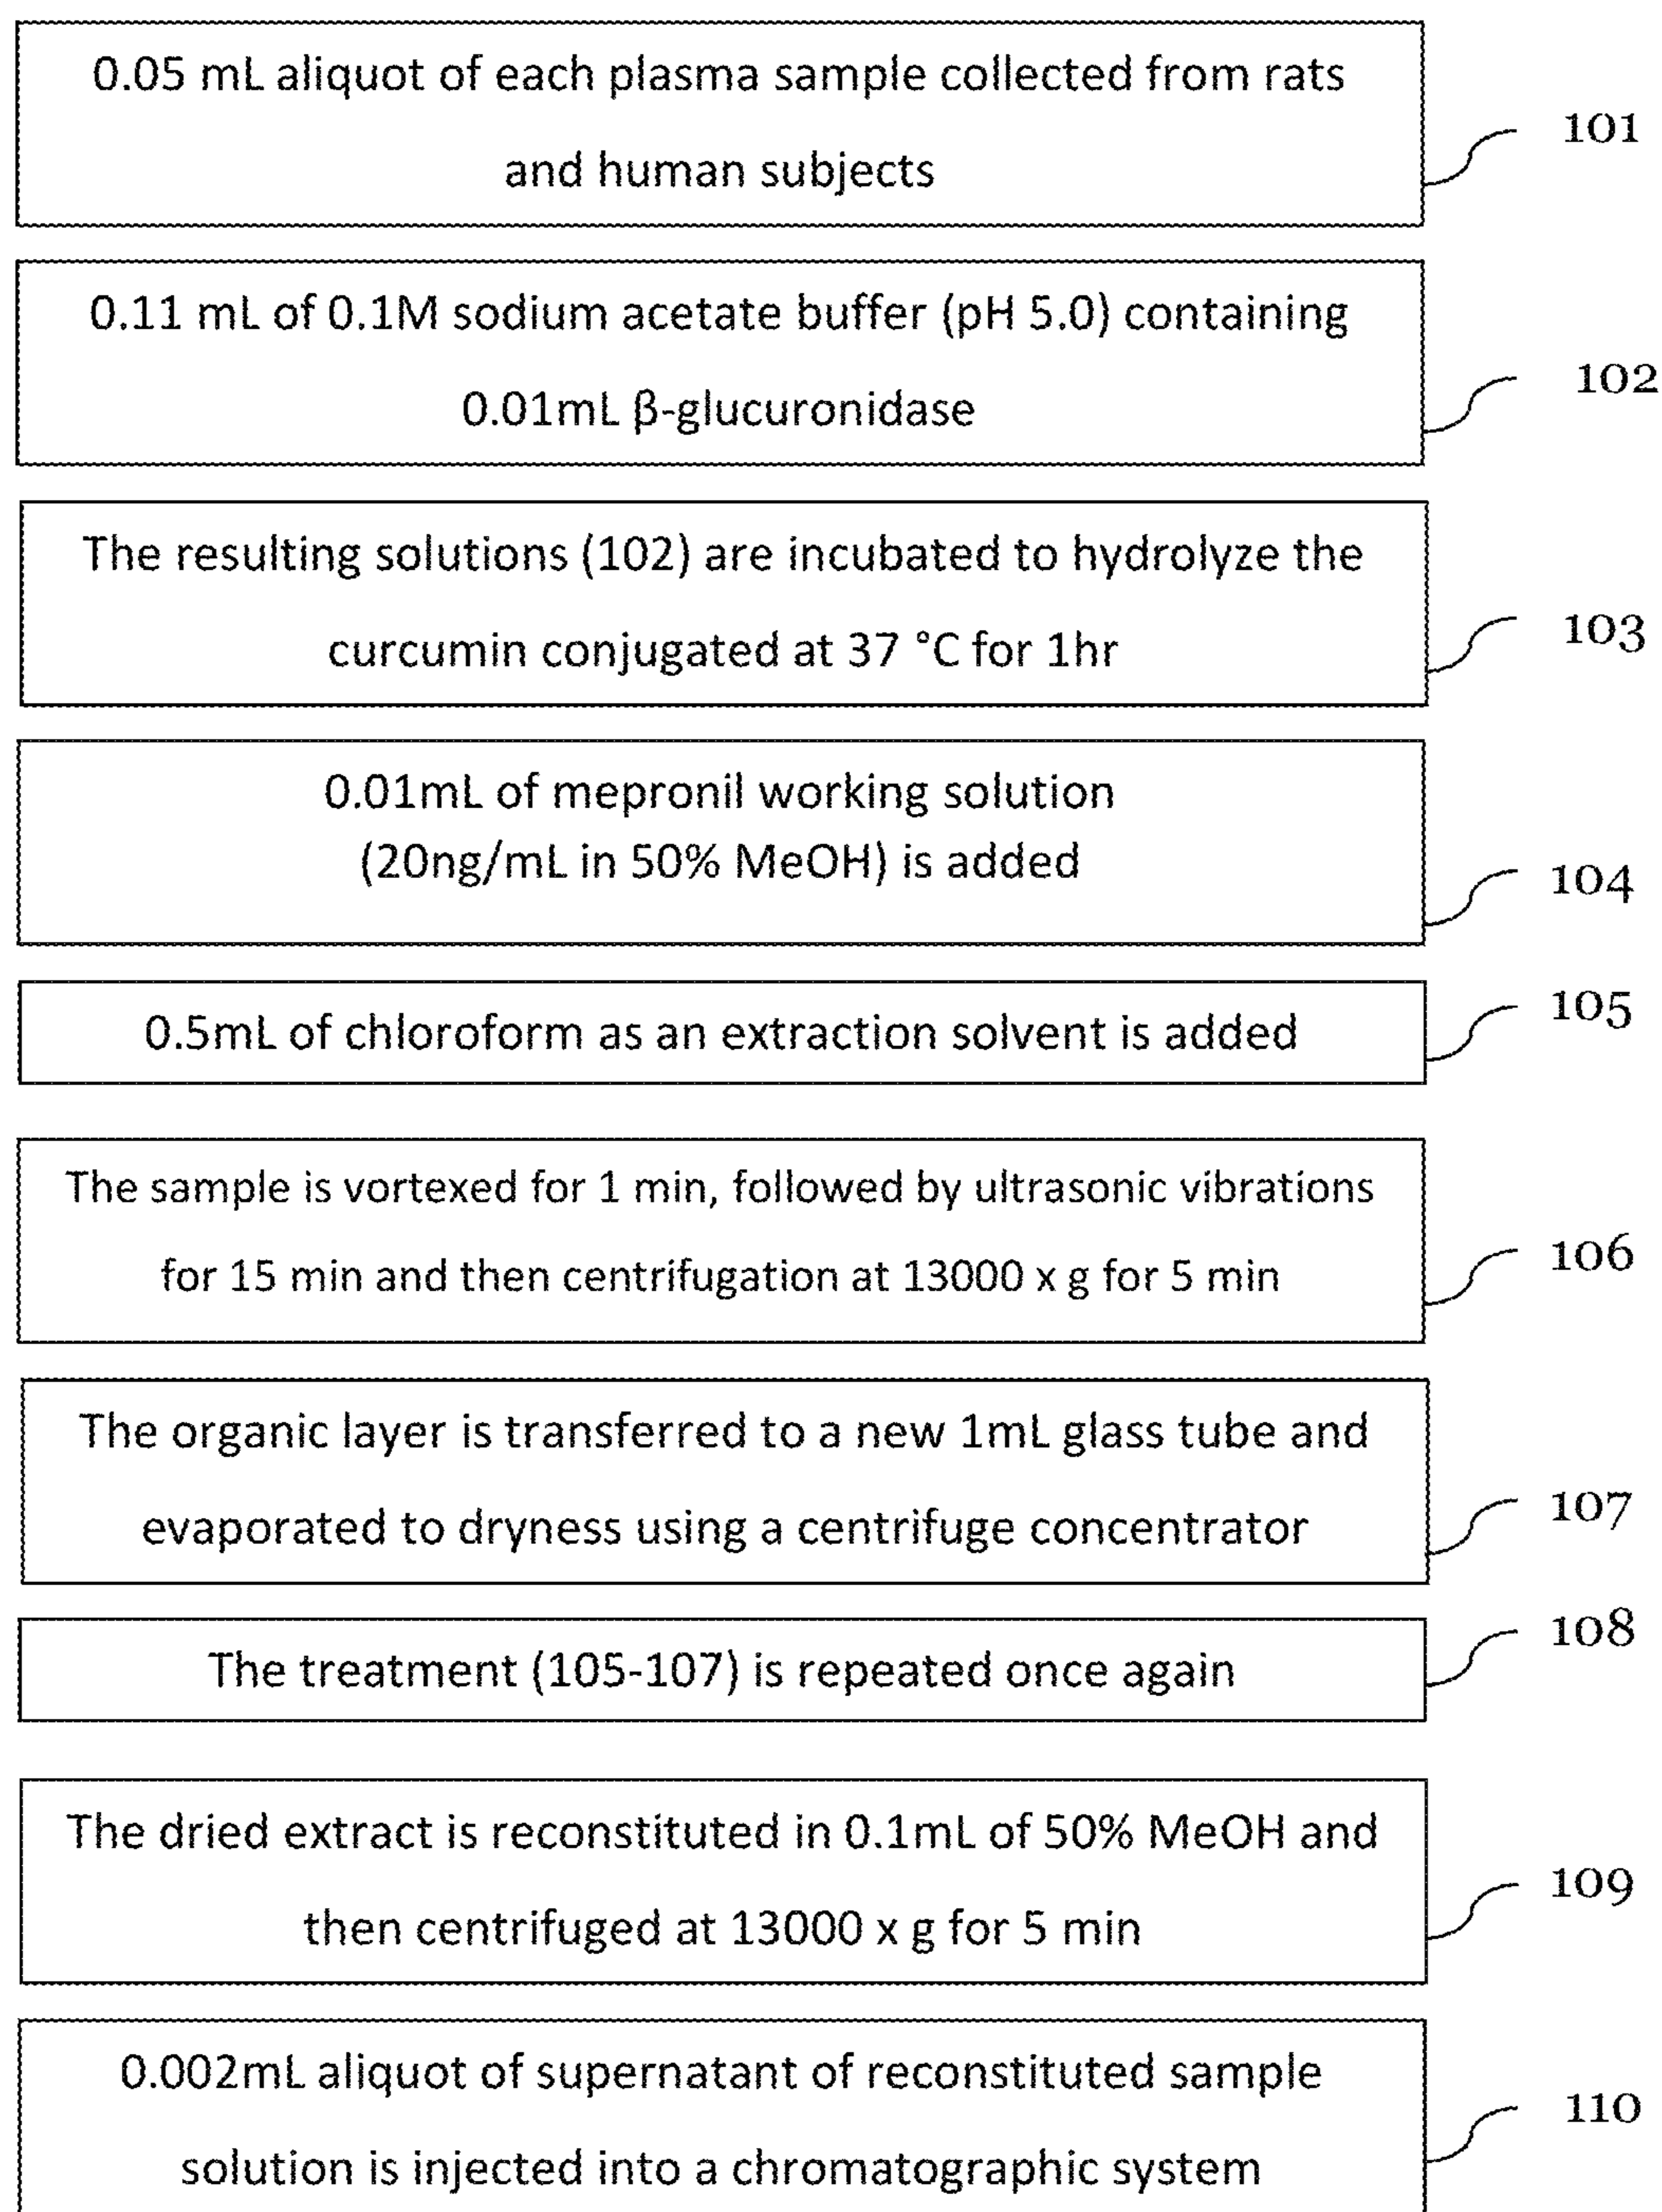 0.05 mL aliquot of each plasma sample collected from rats
and human subjects
101
0.11 mL of 0.1M sodium acetate buffer (pH 5.0) containing
0.01mL β-glucuronidase
102
The resulting solutions (102) are incubated to hydrolyze the
curcumin conjugated at 37 °C for 1hr
103
0.01mL of mepronil working solution
(20ng/mL in 50% MeOH) is added
104
0.5mL of chloroform as an extraction solvent is added
105
The sample is vortexed for 1 min, followed by ultrasonic vibrations
for 15 min and then centrifugation at 13000 x g for 5 min
106
The organic layer is transferred to a new 1mL glass tube and
evaporated to dryness using a centrifuge concentrator
107
The treatment (105-107) is repeated once again
108
The dried extract is reconstituted in 0.1mL of 50% MeOH and
then centrifuged at 13000 x g for 5 min
109
0.002mL aliquot of supernatant of reconstituted sample
solution is injected into a chromatographic system
110